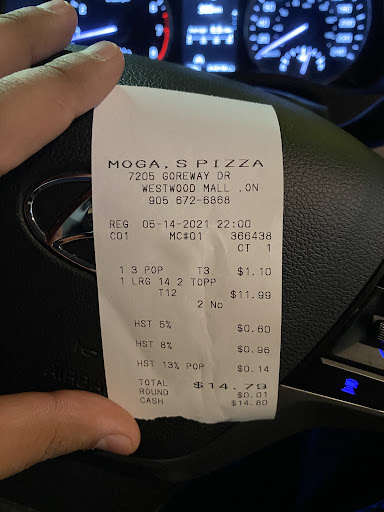 MOGA,S PIZZA
7205 GOREWAY DR
WESTWOOD MALL ,ON
905 672-6868
REG 05-14-2021 22:00
C01 MC#01 366438
CT 1
1 3 POP T3 $1.10
1 LRG 14 2 TOPP
T12 $11.99
2 No
HST 5% $0.60
HST 8% $0.96
HST 13% POP $0.14
TOTAL $14.79
ROUND $0.01
CASH $14.80